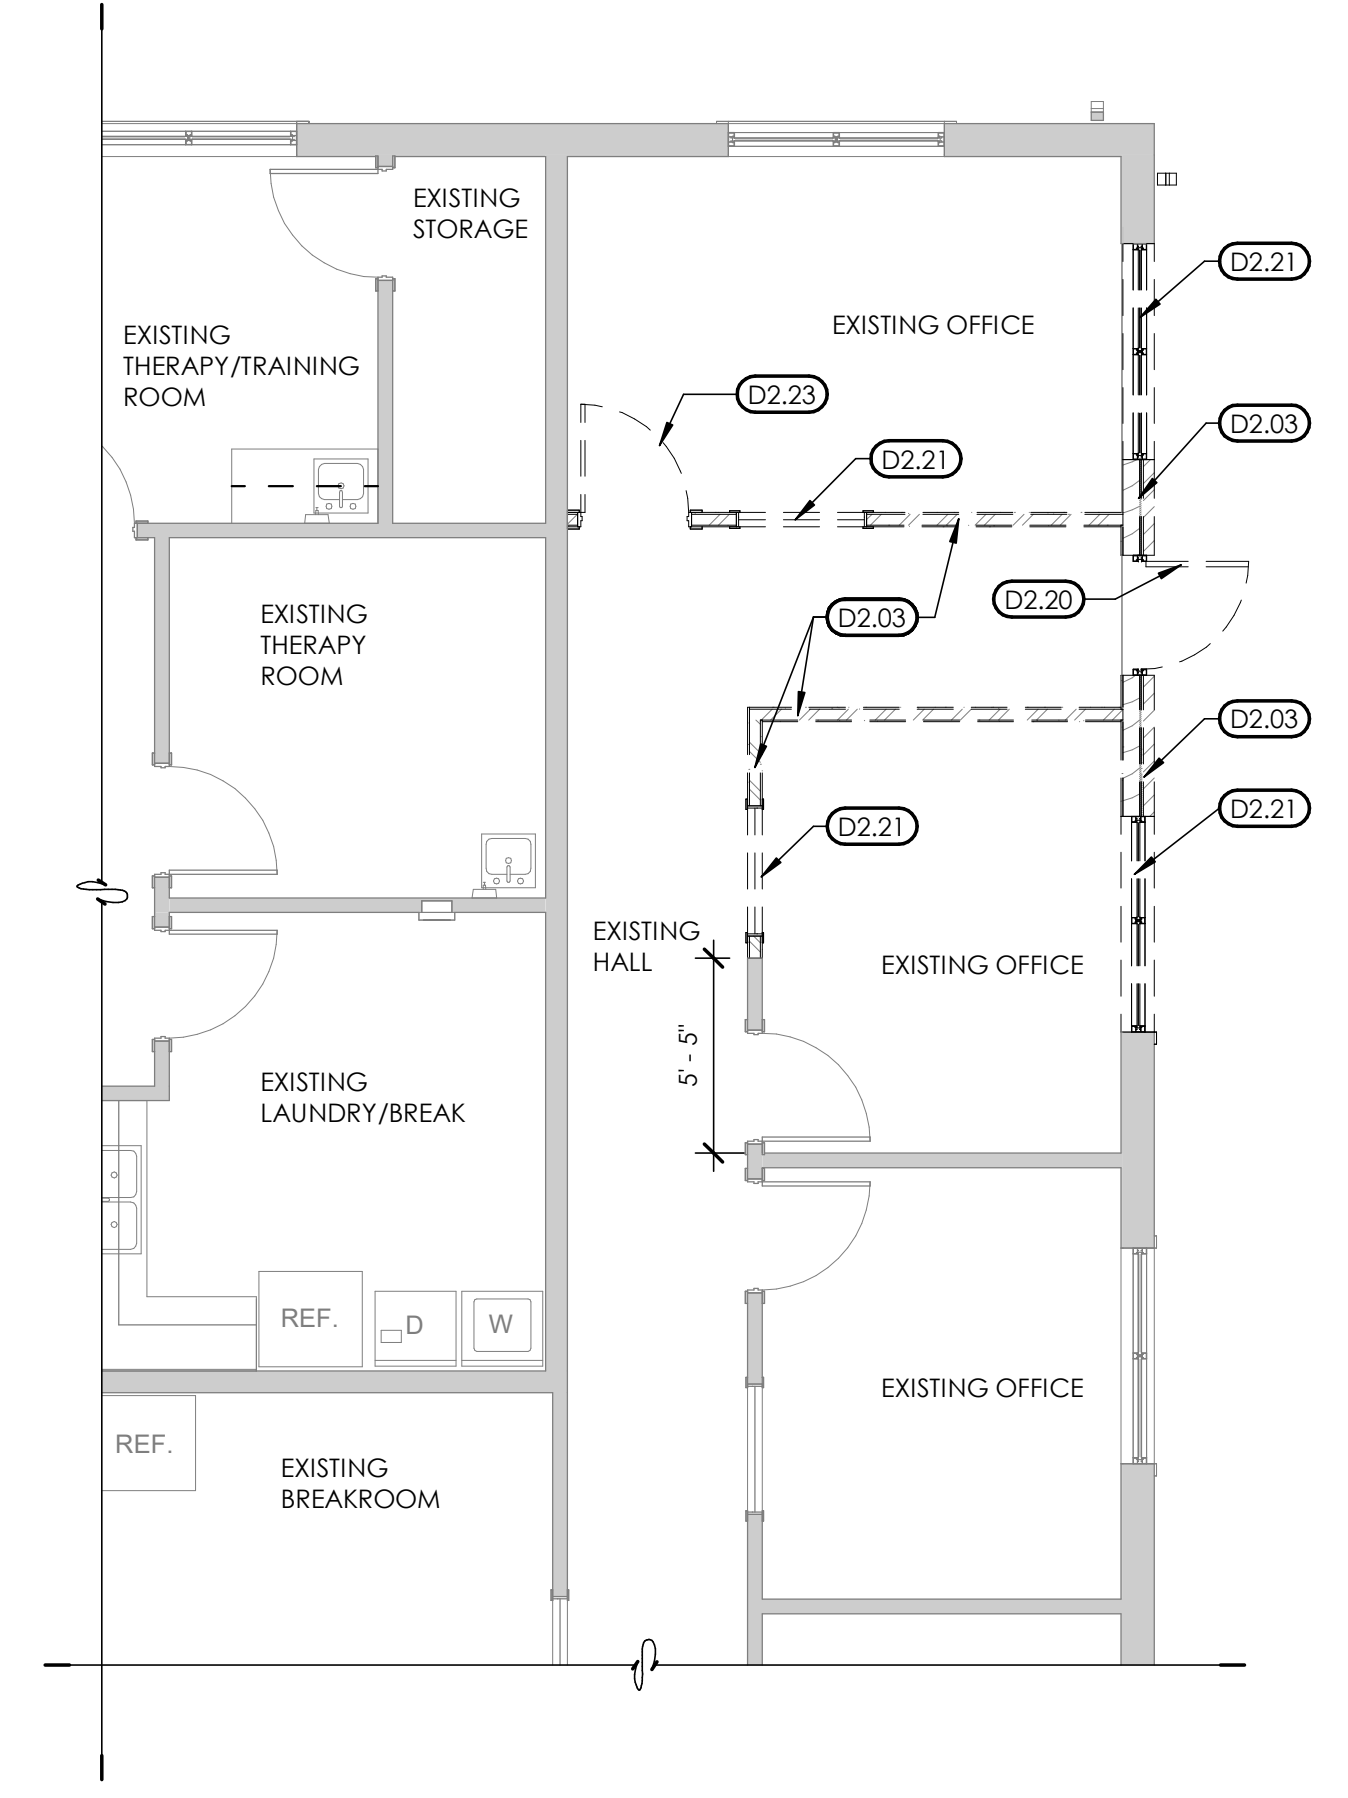 EXISTING
STORAGE
D2.21
EXISTING OFFICE
EXISTING
THERAPY/TRAINING
ROOM
D2.23
D2.03
D2.21
D2.20
EXISTING
THERAPY
ROOM
D2.03
D2.03
D2.21
D2.21
EXISTING
HALL
EXISTING OFFICE
5' - 5"
EXISTING
LAUNDRY/BREAK
REF.
D
W
EXISTING OFFICE
REF.
EXISTING
BREAKROOM